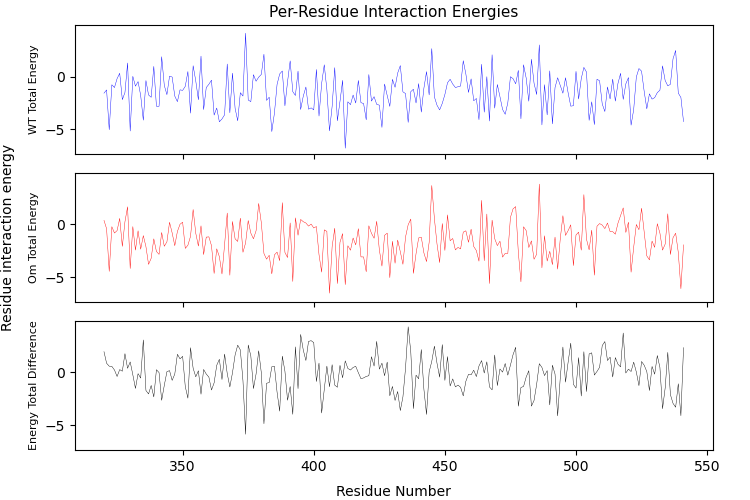 Per-Residue Interaction Energies
Residue interaction energy
WT Total Energy
0
−5
Om Total Energy
0
−5
Energy Total Difference
0
−5
350
400
450
500
550
Residue Number